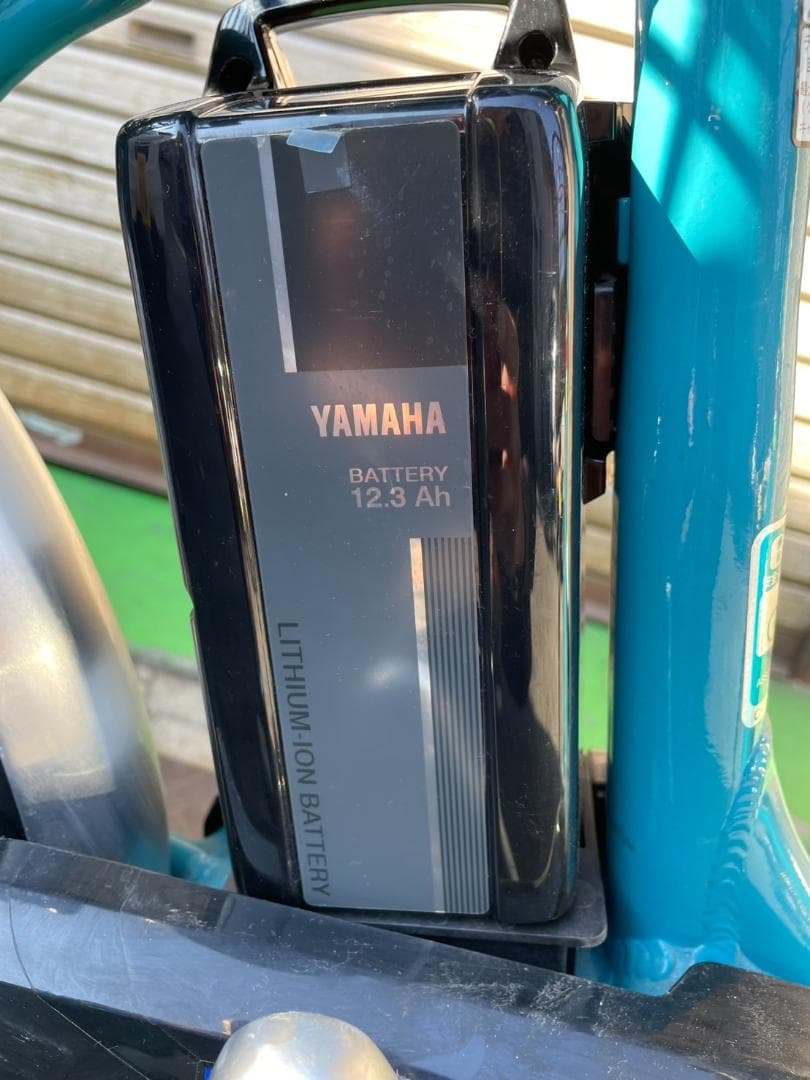 YAMAHA
BATTERY
12.3 Ah
LITHIUM-ION BATTERY